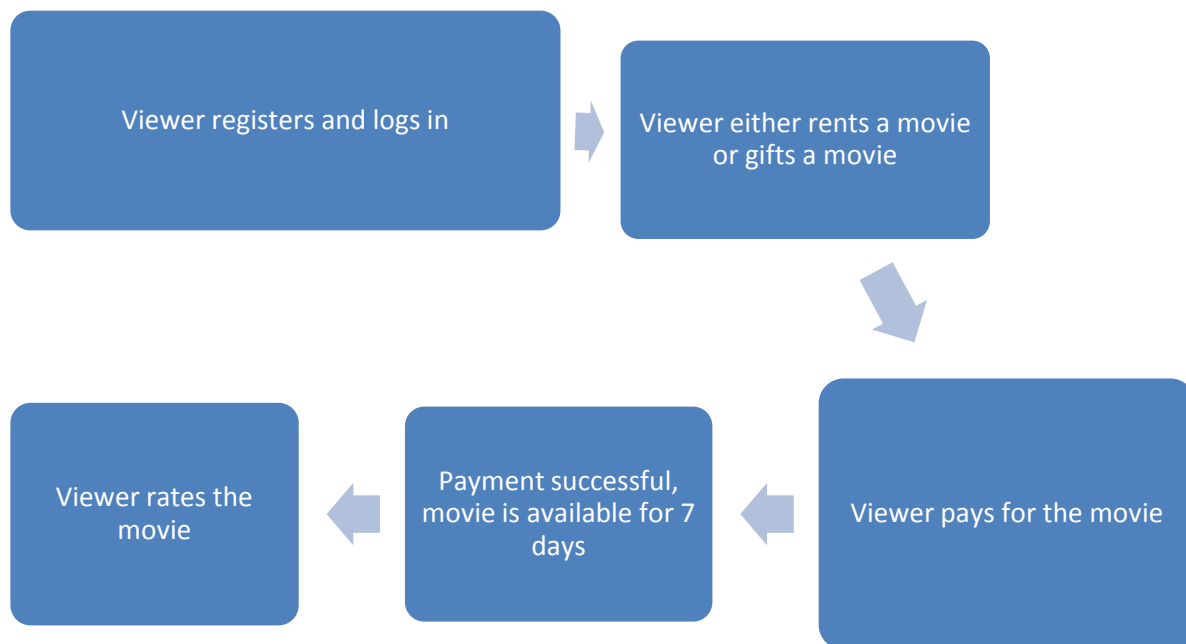 Viewer registers and logs in
Viewer either rents a movie
or gifts a movie
Viewer pays for the movie
Payment successful,
movie is available for 7
days
Viewer rates the
movie